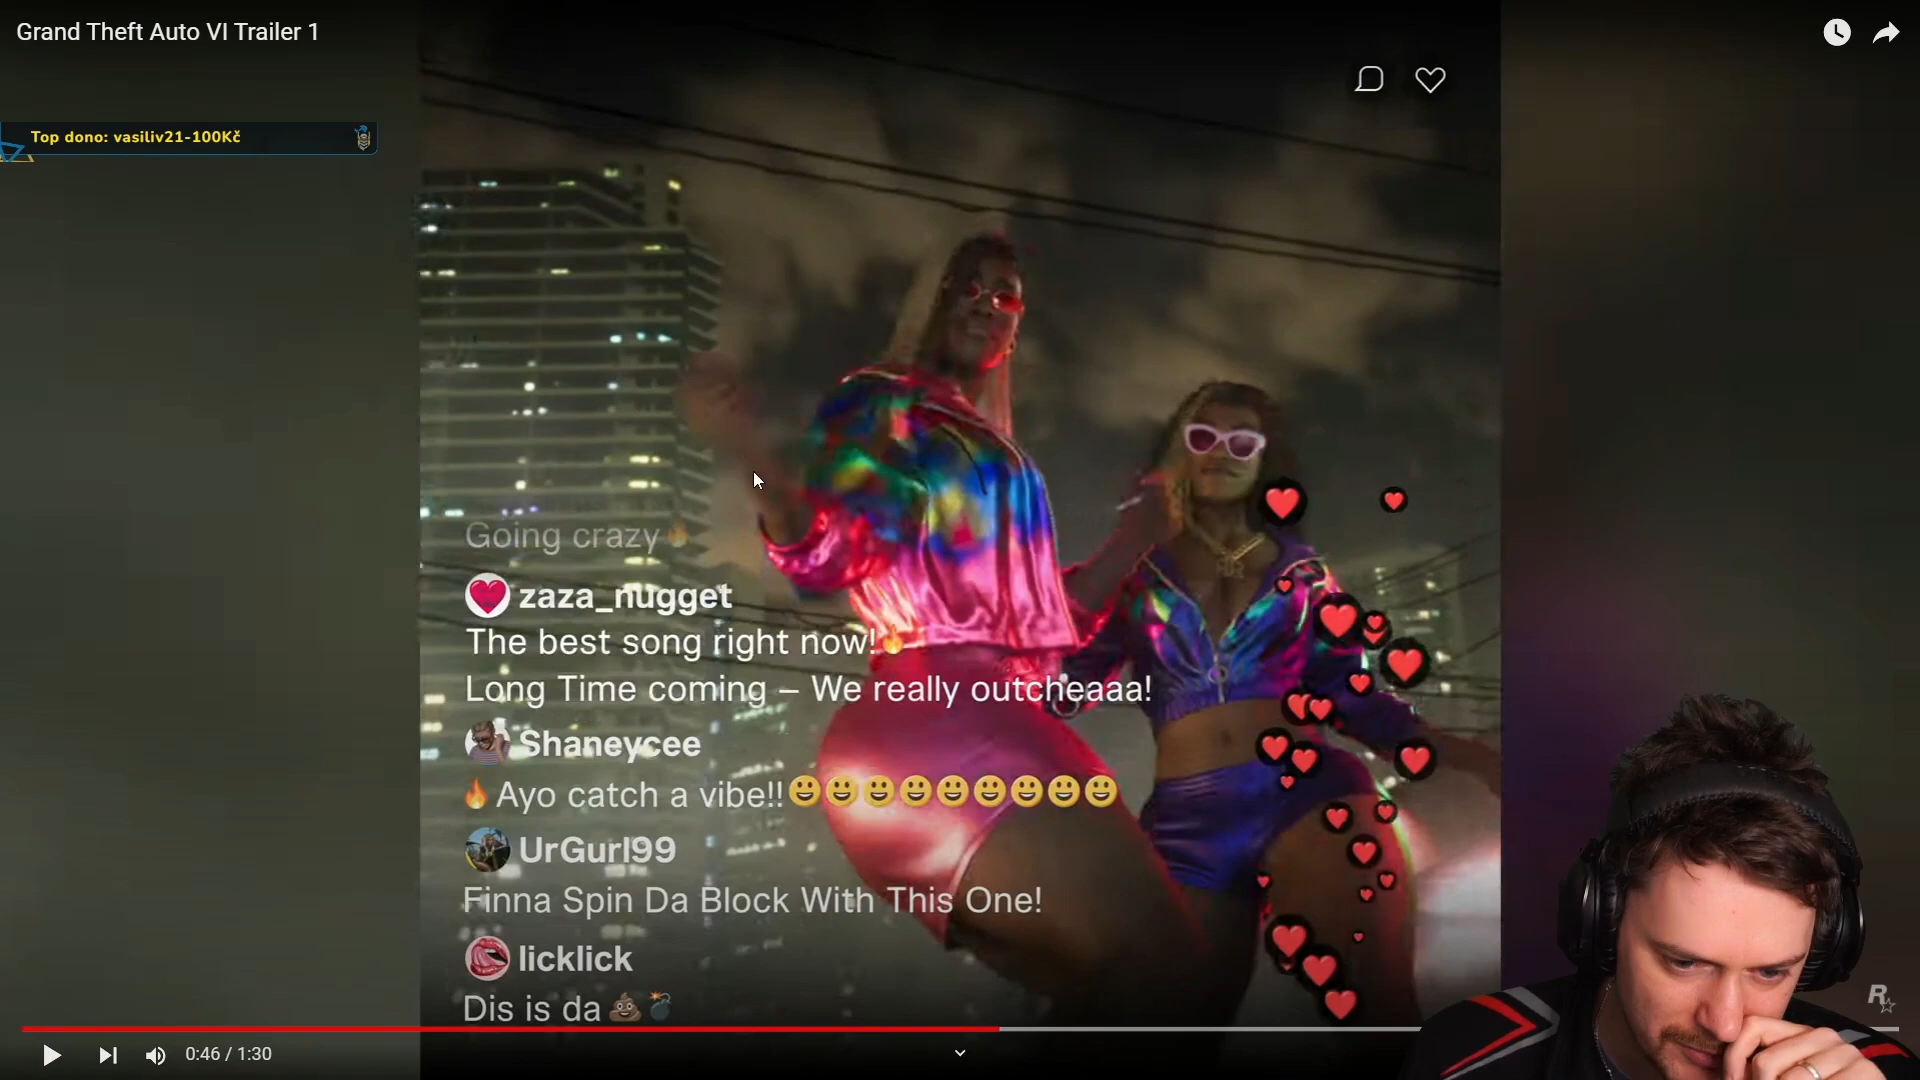 Grand Theft Auto VI Trailer 1
Top dono: vasiliv21-100Kč
Going crazy🔥
zaza_nugget
The best song right now!🔥
Long Time coming – We really outcheaaa!
Shaneycee
🔥Ayo catch a vibe!!😀😀😀😀😀😀😀😀😀
UrGurl99
Finna Spin Da Block With This One!
licklick
Dis is da💩💣
R
0:46 / 1:30